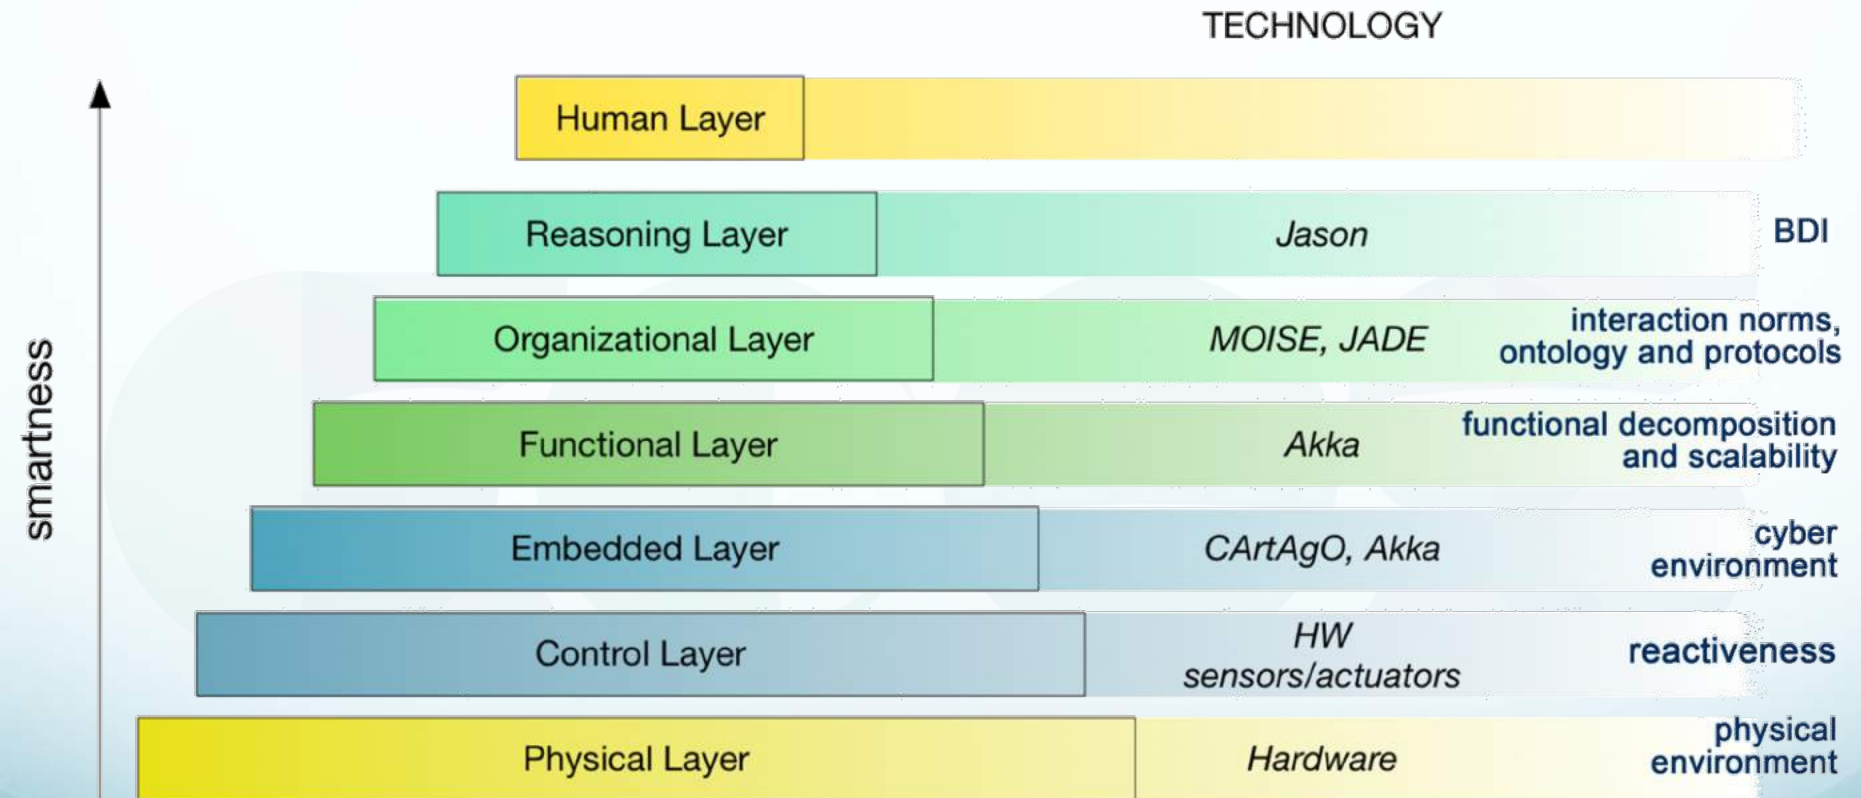 TECHNOLOGY
smartness
Human Layer
Reasoning Layer
Jason
BDI
Organizational Layer
MOISE, JADE
interaction norms,
ontology and protocols
Functional Layer
Akka
functional decomposition
and scalability
Embedded Layer
CArtAgO, Akka
cyber
environment
Control Layer
HW
sensors/actuators
reactiveness
Physical Layer
Hardware
physical
environment